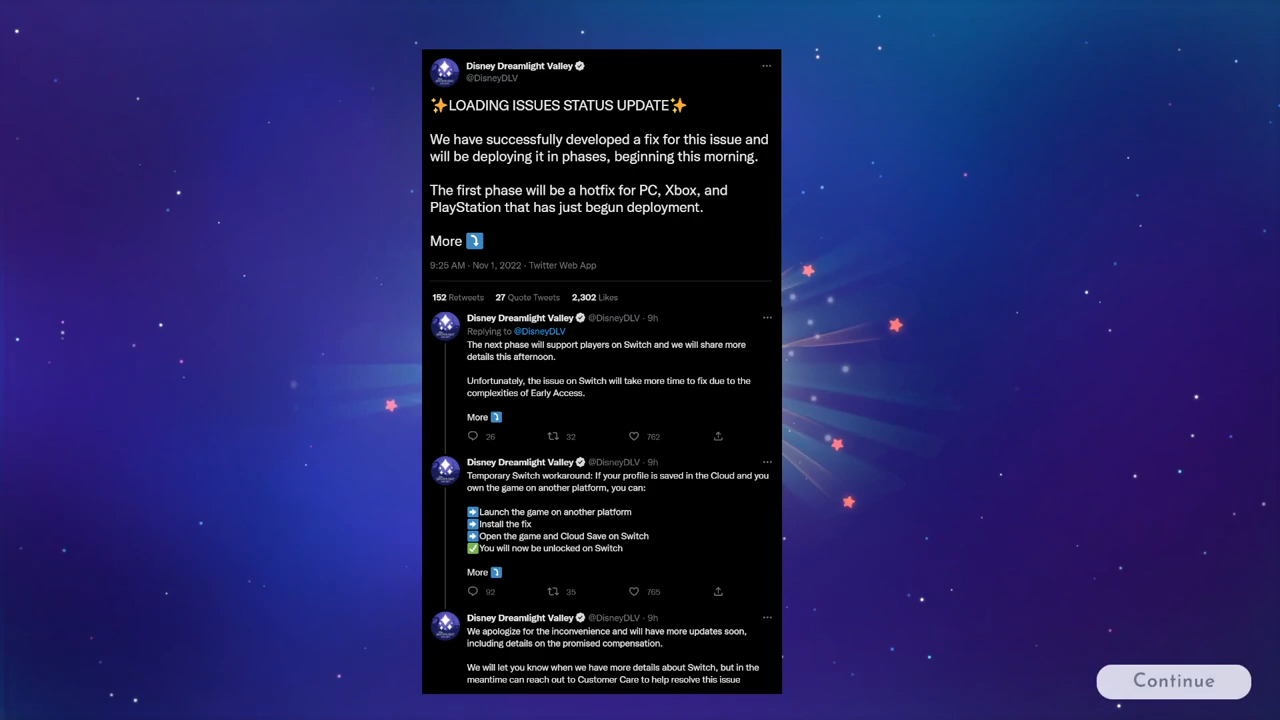 Disney Dreamlight Valley
@DisneyDLV
✨LOADING ISSUES STATUS UPDATE✨
We have successfully developed a fix for this issue and
will be deploying it in phases, beginning this morning.
The first phase will be a hotfix for PC, Xbox, and
PlayStation that has just begun deployment.
More ⤵️
9:25 AM · Nov 1, 2022 · Twitter Web App
152 Retweets 27 Quote Tweets 2,302 Likes
Disney Dreamlight Valley @DisneyDLV · 9h
Replying to @DisneyDLV
The next phase will support players on Switch and we will share more
details this afternoon.
Unfortunately, the issue on Switch will take more time to fix due to the
complexities of Early Access.
More ⤵️
26 32 762
Disney Dreamlight Valley @DisneyDLV · 9h
Temporary Switch workaround: If your profile is saved in the Cloud and you
own the game on another platform, you can:
➡️Launch the game on another platform
➡️Install the fix
➡️Open the game and Cloud Save on Switch
✅You will now be unlocked on Switch
More ⤵️
92 35 765
Disney Dreamlight Valley @DisneyDLV · 9h
We apologize for the inconvenience and will have more updates soon,
including details on the promised compensation.
We will let you know when we have more details about Switch, but in the
meantime can reach out to Customer Care to help resolve this issue
Continue